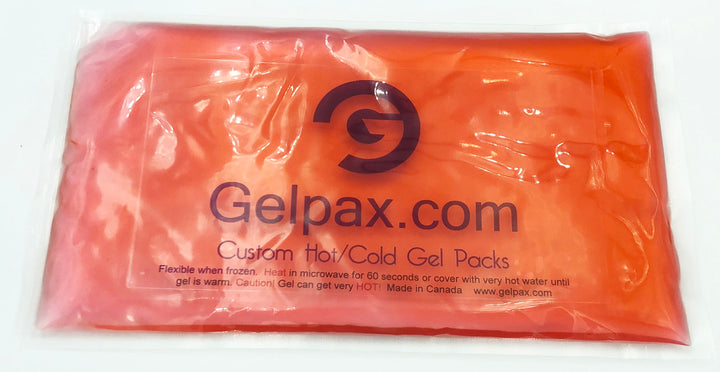 G
Gelpax.com
Custom Hot/Cold Gel Packs
Flexible when frozen. Heat in microwave for 60 seconds or cover with very hot water until
gel is warm. Caution! Gel can get very HOT! Made in Canada www.gelpax.com